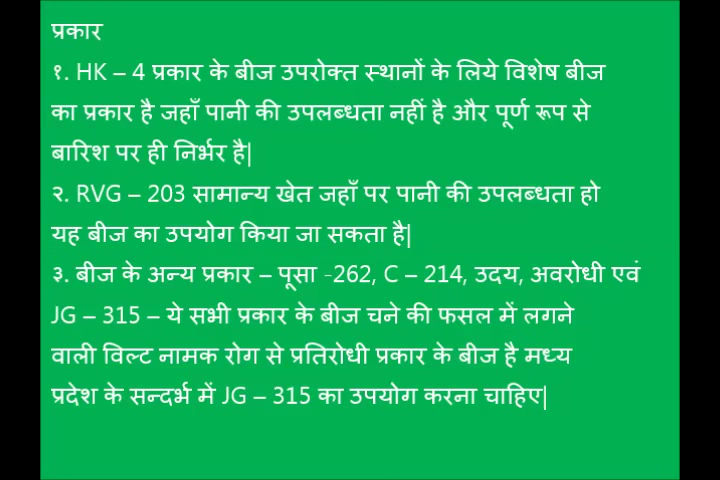 प्रकार
१. HK – 4 प्रकार के बीज उपरोक्त स्थानों के लिये विशेष बीज
का प्रकार है जहाँ पानी की उपलब्धता नहीं है और पूर्ण रूप से
बारिश पर ही निर्भर है|
२. RVG – 203 सामान्य खेत जहाँ पर पानी की उपलब्धता हो
यह बीज का उपयोग किया जा सकता है|
३. बीज के अन्य प्रकार – पूसा -262, C – 214, उदय, अवरोधी एवं
JG – 315 – ये सभी प्रकार के बीज चने की फसल में लगने
वाली विल्ट नामक रोग से प्रतिरोधी प्रकार के बीज है मध्य
प्रदेश के सन्दर्भ में JG – 315 का उपयोग करना चाहिए|